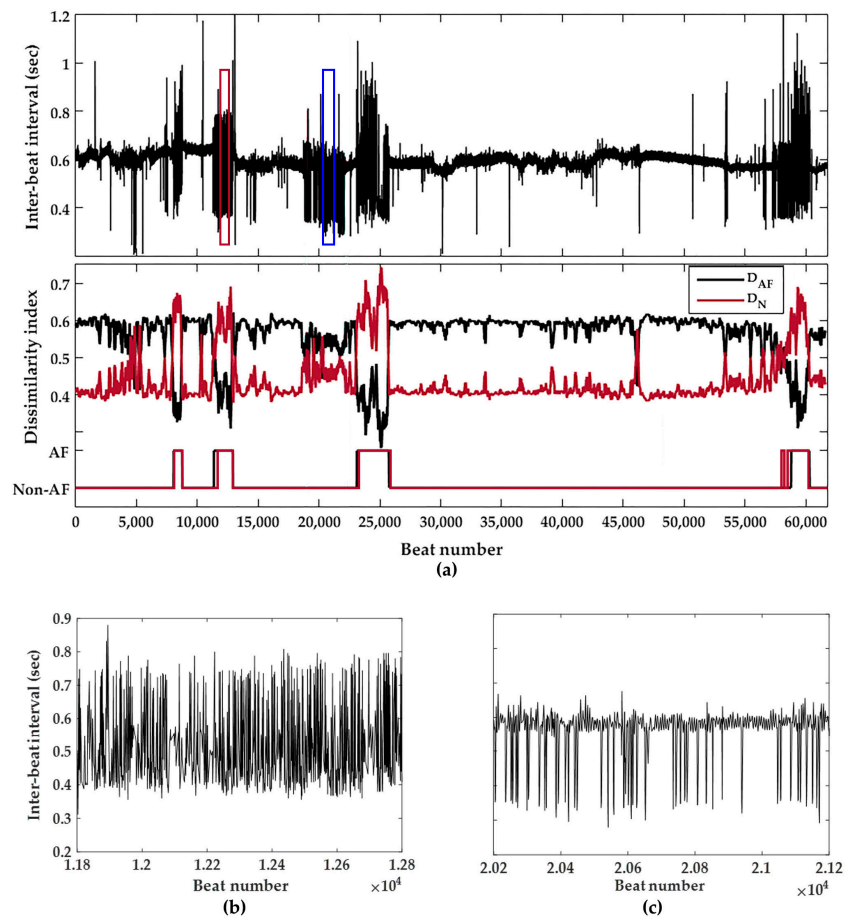 1.2
1
0.8
0.6
0.4
Inter-beat interval (sec)
0.7
0.6
0.5
0.4
Dissimilarity index
D_AF
D_N
AF
Non-AF
0 5,000 10,000 15,000 20,000 25,000 30,000 35,000 40,000 45,000 50,000 55,000 60,000
Beat number
(a)
0.9
0.8
0.7
0.6
0.5
0.4
0.3
0.2
Inter-beat interval (sec)
1.18 1.2 1.22 1.24 1.26 1.28
Beat number ×10^4
(b)
2.02 2.04 2.06 2.08 2.1 2.12
Beat number ×10^4
(c)